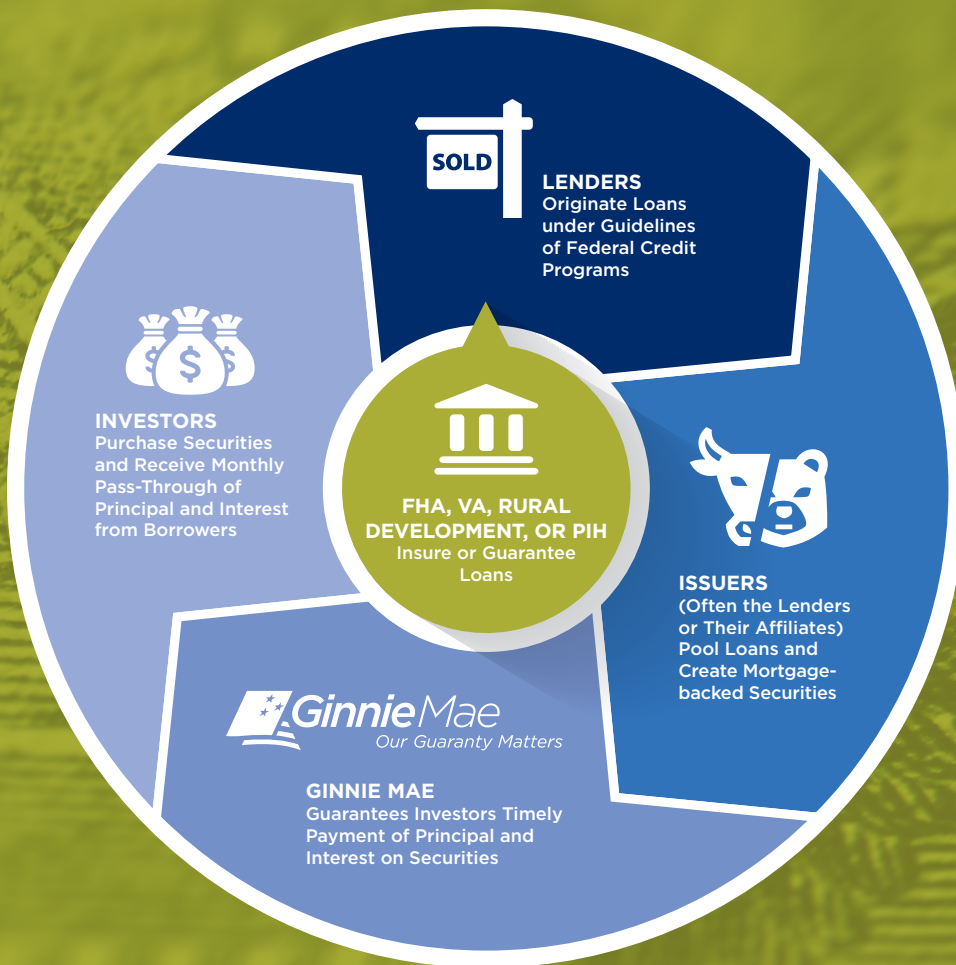 SOLD
LENDERS
Originate Loans
under Guidelines
of Federal Credit
Programs
INVESTORS
Purchase Securities
and Receive Monthly
Pass-Through of
Principal and Interest
from Borrowers
FHA, VA, RURAL
DEVELOPMENT, OR PIH
Insure or Guarantee
Loans
ISSUERS
(Often the Lenders
or Their Affiliates)
Pool Loans and
Create Mortgage-
backed Securities
GinnieMae
Our Guaranty Matters
GINNIE MAE
Guarantees Investors Timely
Payment of Principal and
Interest on Securities
$ $ $